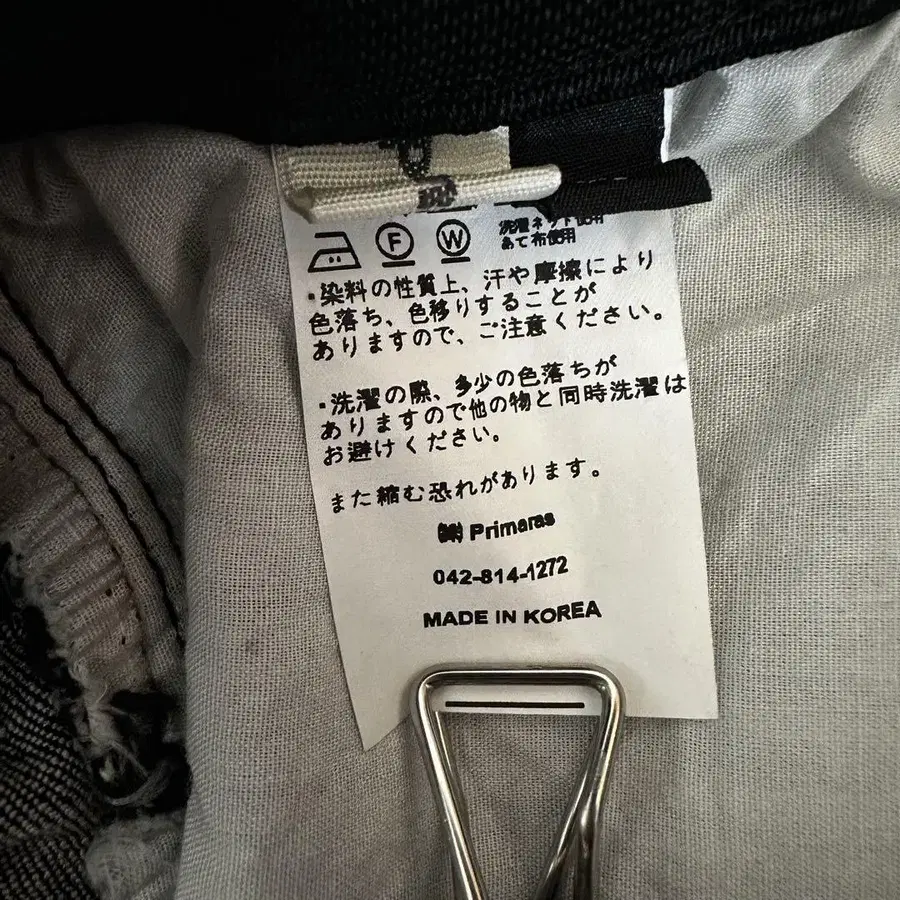 F W 洗濯ネット使用
あて布使用
・染料の性質上、汗や摩擦により
色落ち、色移りすることが
ありますので、ご注意ください。
・洗濯の際、多少の色落ちが
ありますので他の物と同時洗濯は
お避けください。
また縮む恐れがあります。
㈱ Primaras
042-814-1272
MADE IN KOREA